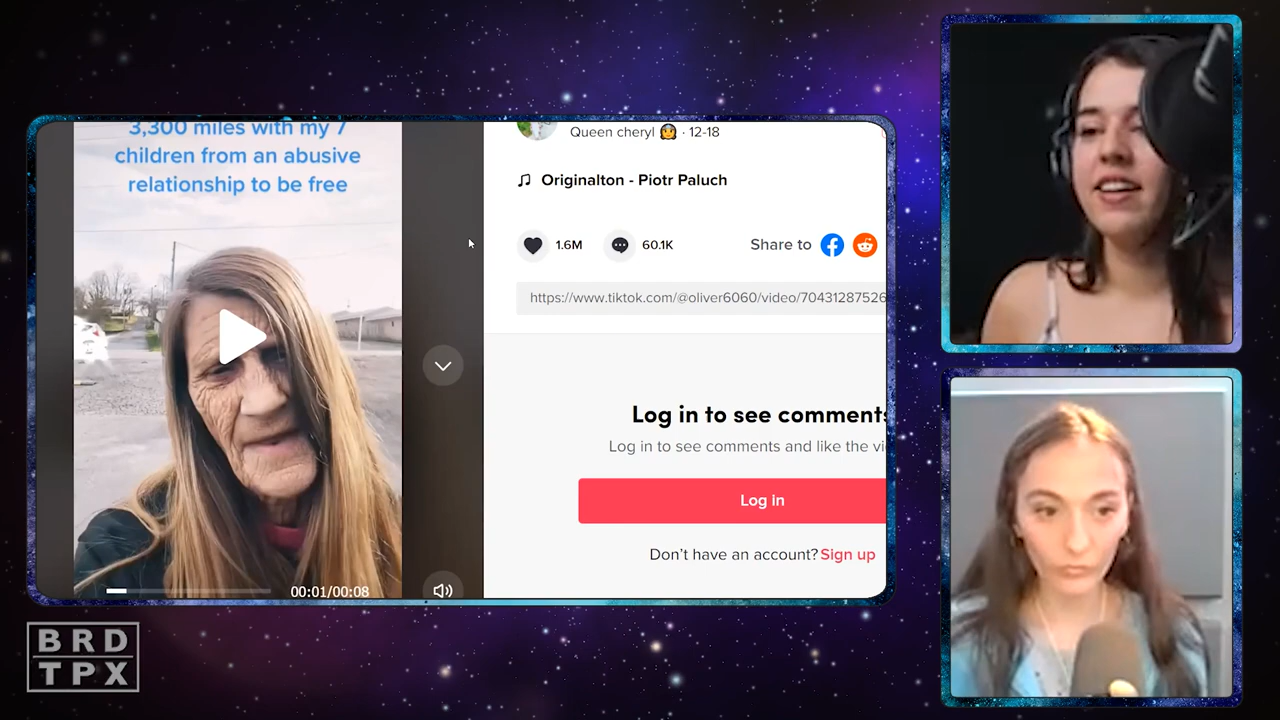 3,300 miles with my 7
children from an abusive
relationship to be free
00:01/00:08
Queen cheryl 👸 · 12-18
Originalton - Piotr Paluch
1.6M
60.1K
Share to
https://www.tiktok.com/@oliver6060/video/70431287526
Log in to see comments
Log in to see comments and like the vi
Log in
Don't have an account? Sign up
BRD
TPX